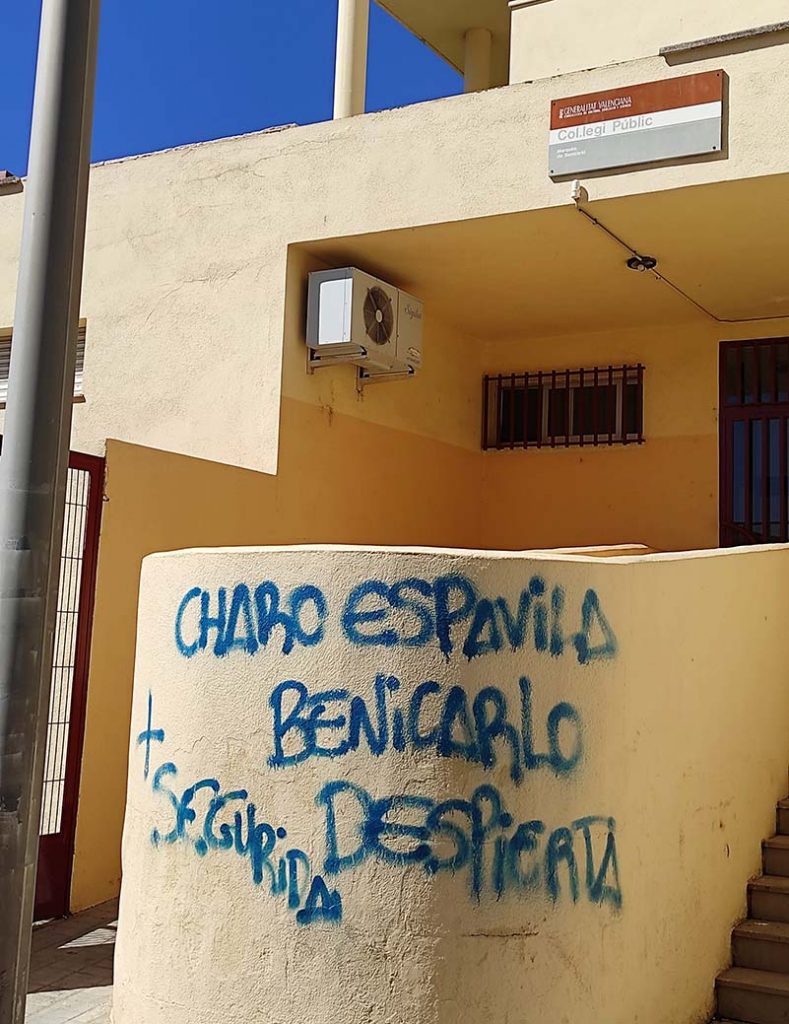 GENERALITAT VALENCIANA
Col.legi Públic
CHARO ESPAVILA
BENICARLO
DESPIERTA
+
SEGURIDA